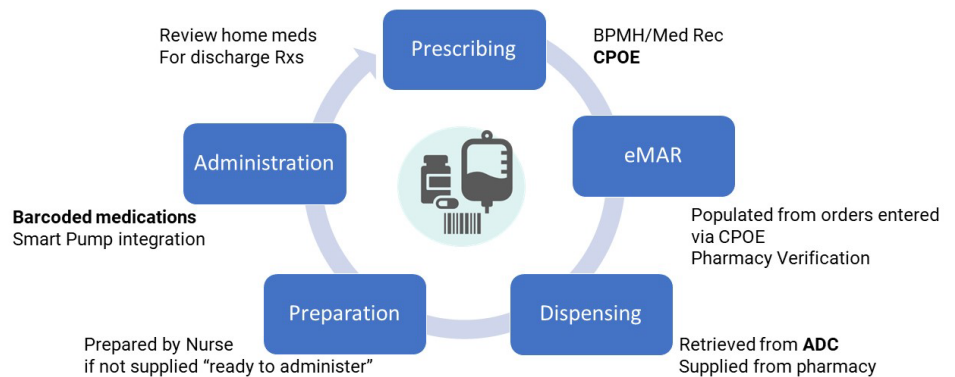 Review home meds
For discharge Rxs
Prescribing
BPMH/Med Rec
CPOE
eMAR
Populated from orders entered
via CPOE
Pharmacy Verification
Dispensing
Retrieved from ADC
Supplied from pharmacy
Preparation
Prepared by Nurse
if not supplied “ready to administer”
Administration
Barcoded medications
Smart Pump integration